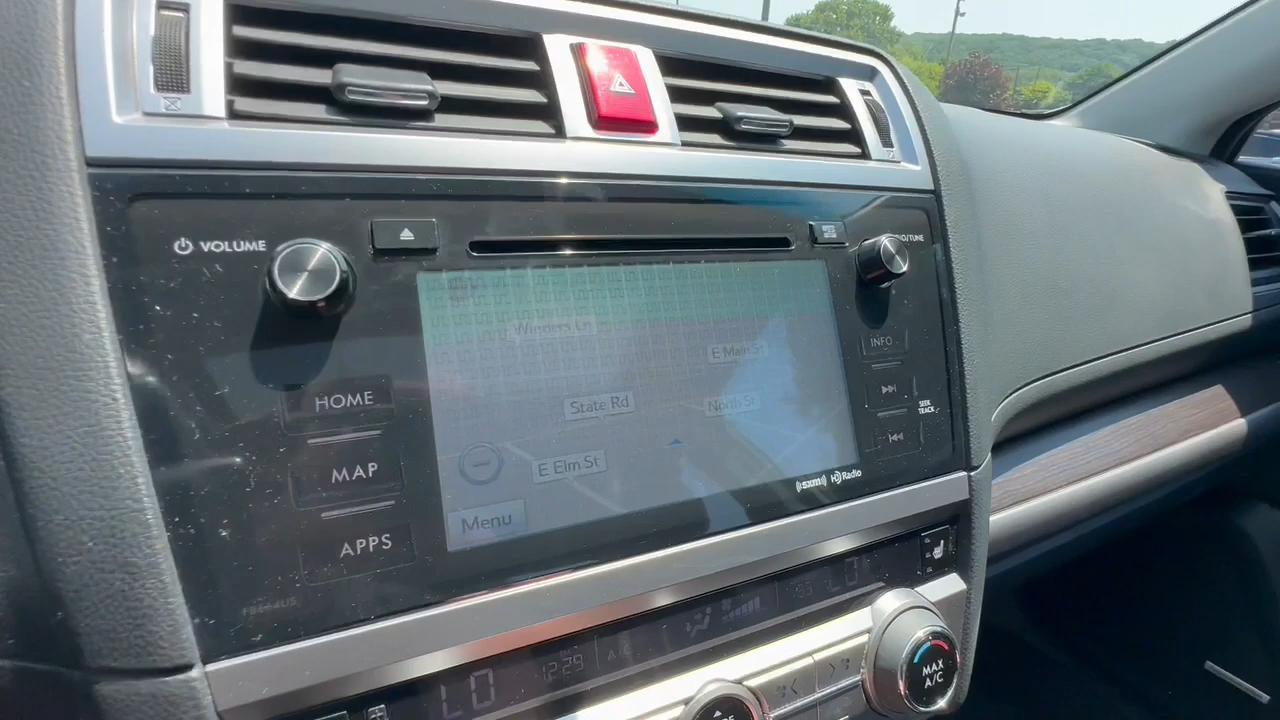 VOLUME
INFO
SEEK
TRACK
HOME
MAP
APPS
Winders Ln
E Main St
State Rd
North St
E Elm St
Menu
((SXM)) HD Radio
LO
12:29
A/C
LO
MAX
A/C